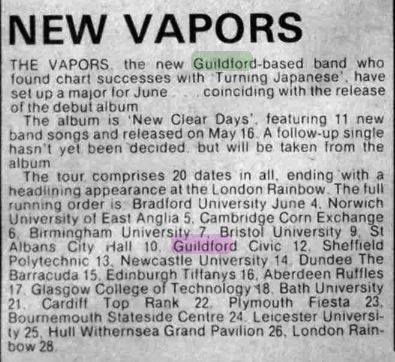 NEW VAPORS
THE VAPORS, the new Guildford-based band who
found chart successes with 'Turning Japanese', have
set up a major for June . . . coinciding with the release
of the debut album
The album is 'New Clear Days', featuring 11 new
band songs and released on May 16. A follow-up single
hasn't yet been decided, but will be taken from the
album
The tour comprises 20 dates in all, ending with a
headlining appearance at the London Rainbow. The full
running order is: Bradford University June 4, Norwich
University of East Anglia 5, Cambridge Corn Exchange
6, Birmingham University 7, Bristol University 9, St
Albans City Hall 10, Guildford Civic 12, Sheffield
Polytechnic 13, Newcastle University 14, Dundee The
Barracuda 15, Edinburgh Tiffanys 16, Aberdeen Ruffles
17, Glasgow College of Technology 18, Bath University
21, Cardiff Top Rank 22, Plymouth Fiesta 23,
Bournemouth Stateside Centre 24, Leicester Universi-
ty 25, Hull Withernsea Grand Pavilion 26, London Rain-
bow 28.